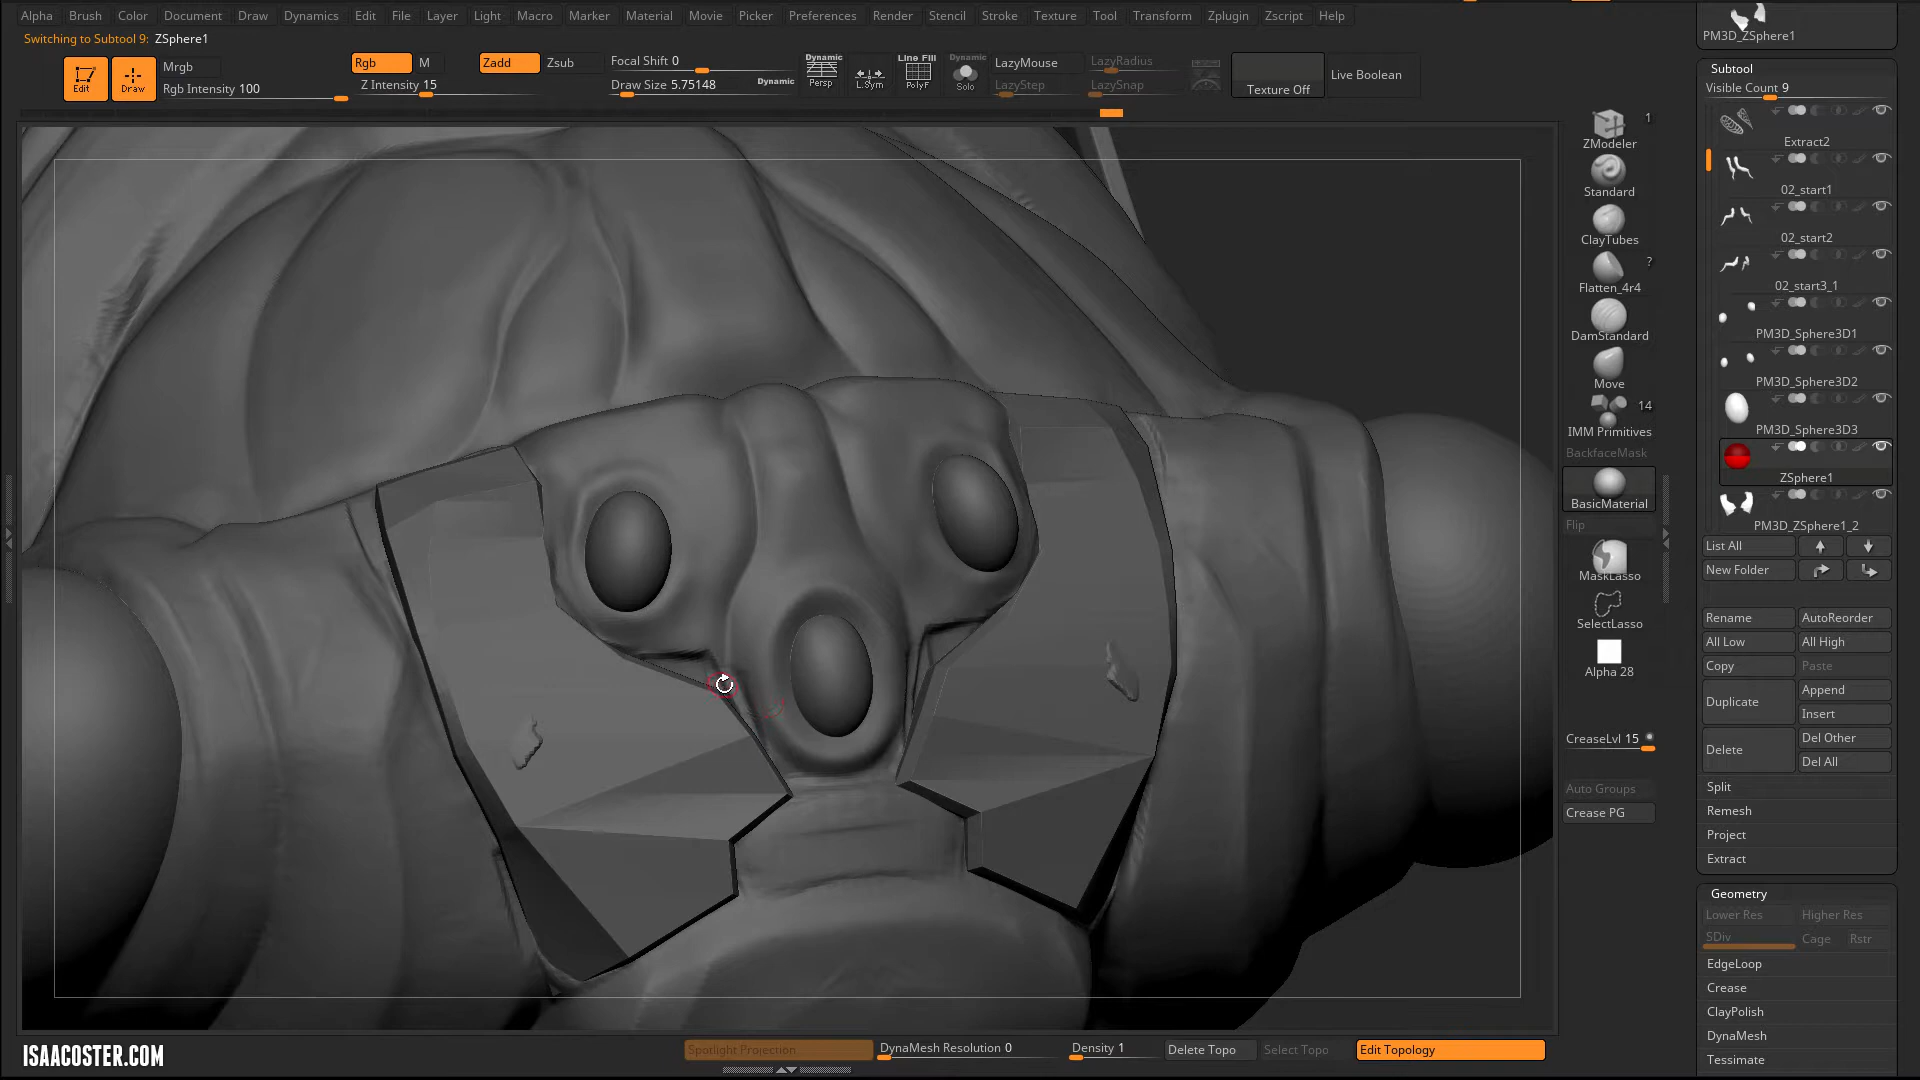 Alpha Brush Color Document Draw Dynamics Edit File Layer Light Macro Marker Material Movie Picker Preferences Render Stencil Stroke Texture Tool Transform Zplugin Zscript Help
Switching to Subtool 9: ZSphere1
Edit
Draw
Mrgb
Rgb
M
Rgb Intensity 100
Zadd
Zsub
Z Intensity 15
Focal Shift 0
Draw Size 5.75148
Dynamic
Dynamic
Persp
L.Sym
Line Fill
PolyF
Dynamic
Solo
LazyMouse
LazyStep
LazyRadius
LazySnap
Texture Off
Live Boolean
1
ZModeler
Standard
ClayTubes
?
Flatten_4r4
DamStandard
Move
14
IMM Primitives
BackfaceMask
BasicMaterial
Flip
MaskLasso
SelectLasso
Alpha 28
CreaseLvl 15
Auto Groups
Crease PG
PM3D_ZSphere1
Subtool
Visible Count 9
Extract2
02_start1
02_start2
02_start3_1
PM3D_Sphere3D1
PM3D_Sphere3D2
PM3D_Sphere3D3
ZSphere1
PM3D_ZSphere1_2
List All
New Folder
Rename AutoReorder
All Low All High
Copy Paste
Duplicate
Append
Insert
Delete
Del Other
Del All
Split
Remesh
Project
Extract
Geometry
Lower Res Higher Res
SDiv Cage Rstr
EdgeLoop
Crease
ClayPolish
DynaMesh
Tessimate
ISAACOSTER.COM
Spotlight Projection
DynaMesh Resolution 0
Density 1
Delete Topo
Select Topo
Edit Topology